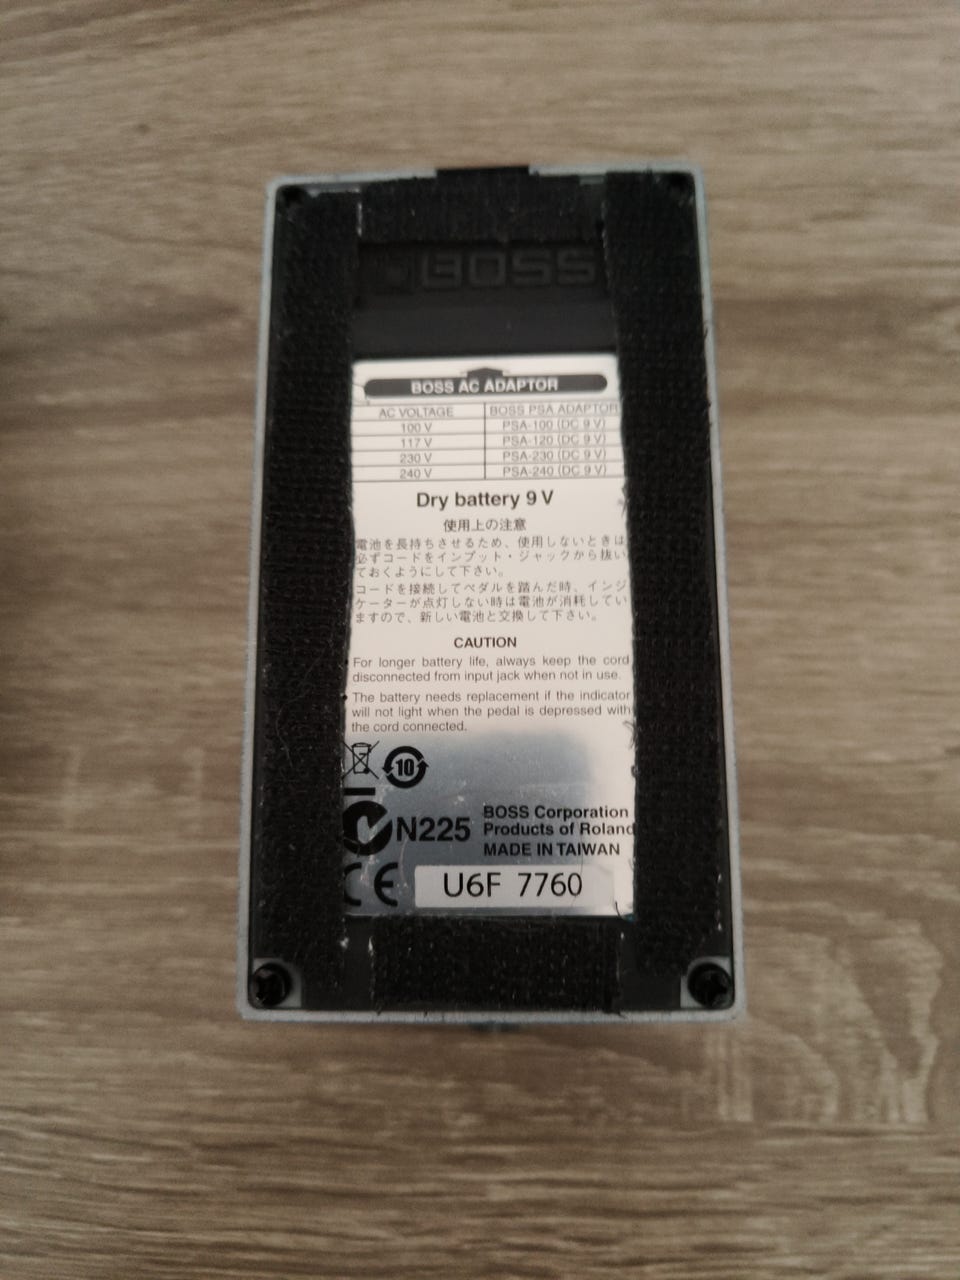 BOSS
BOSS AC ADAPTOR
AC VOLTAGE BOSS PSA ADAPTOR
100 V PSA-100 (DC 9 V)
117 V PSA-120 (DC 9 V)
230 V PSA-230 (DC 9 V)
240 V PSA-240 (DC 9 V)
Dry battery 9 V
使用上の注意
電池を長持ちさせるため、使用しないときは
必ずコードをインプット・ジャックから抜い
ておくようにして下さい。
コードを接続してペダルを踏んだ時、インジ
ケーターが点灯しない時は電池が消耗してい
ますので、新しい電池と交換して下さい。
CAUTION
• For longer battery life, always keep the cord
disconnected from input jack when not in use.
• The battery needs replacement if the indicator
will not light when the pedal is depressed with
the cord connected.
10
N225
BOSS Corporation
Products of Roland
MADE IN TAIWAN
CE
U6F 7760